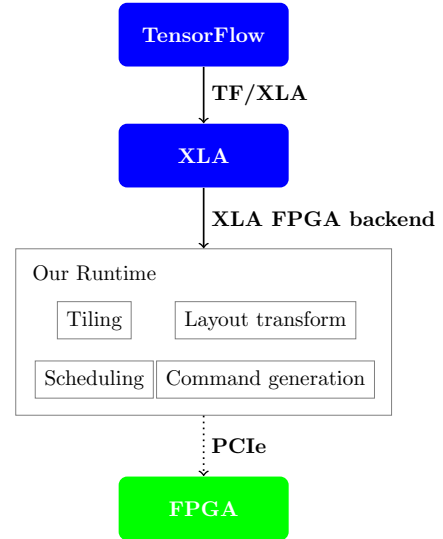 TensorFlow
TF/XLA
XLA
XLA FPGA backend
Our Runtime
Tiling
Layout transform
Scheduling
Command generation
PCIe
FPGA